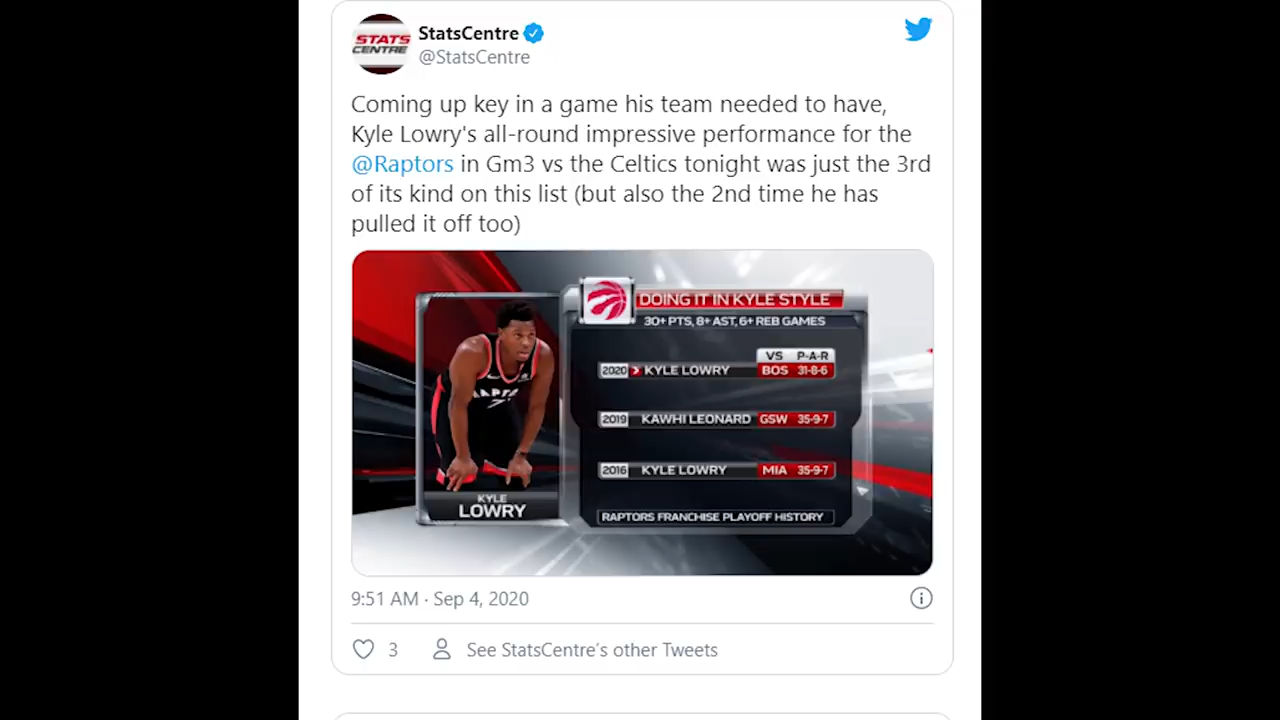 STATS
CENTRE
StatsCentre
@StatsCentre
Coming up key in a game his team needed to have,
Kyle Lowry's all-round impressive performance for the
@Raptors in Gm3 vs the Celtics tonight was just the 3rd
of its kind on this list (but also the 2nd time he has
pulled it off too)
DOING IT IN KYLE STYLE
30+ PTS, 8+ AST, 6+ REB GAMES
VS P-A-R
2020 KYLE LOWRY BOS 31-8-6
2019 KAWHI LEONARD GSW 35-9-7
2016 KYLE LOWRY MIA 35-9-7
RAPTORS FRANCHISE PLAYOFF HISTORY
KYLE
LOWRY
9:51 AM · Sep 4, 2020
3 See StatsCentre's other Tweets